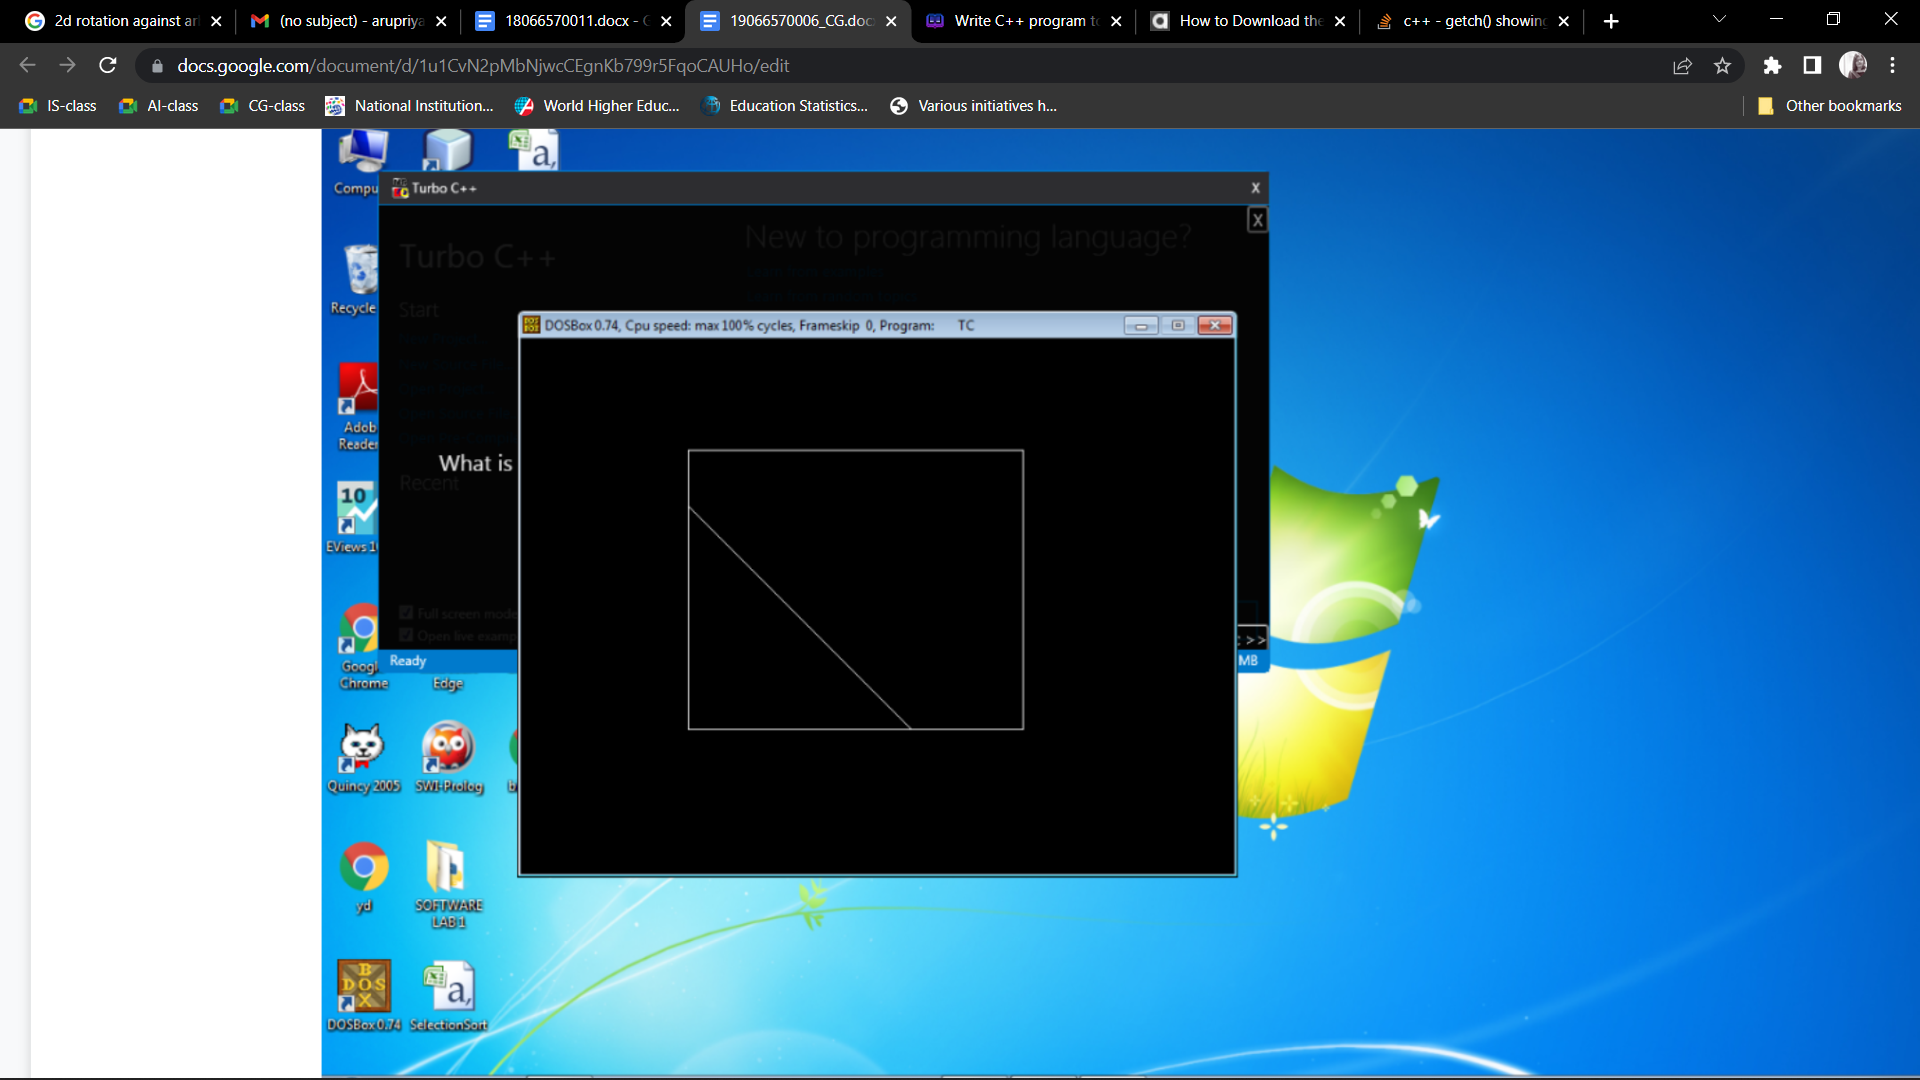 2d rotation against ar
(no subject) - arupriya
18066570011.docx - G
19066570006_CG.doc
Write C++ program to
How to Download the
c++ - getch() showing
docs.google.com/document/d/1u1CvN2pMbNjwcCEgnKb799r5FqoCAUHo/edit
IS-class
AI-class
CG-class
National Institution...
World Higher Educ...
Education Statistics...
Various initiatives h...
Other bookmarks
Compu
Turbo C++
X
X
New to programming language?
Turbo C++
Recycle
Start
DOSBox 0.74, Cpu speed: max 100% cycles, Frameskip 0, Program: TC
Adob
Reader
What is
Recent
10
EViews 10
Full screen mode
Open live examp
: >>
Ready
MB
Googl
Chrome
Edge
Quincy 2005
SWI-Prolog
b
yd
SOFTWARE
LAB 1
DOSBox 0.74
SelectionSort